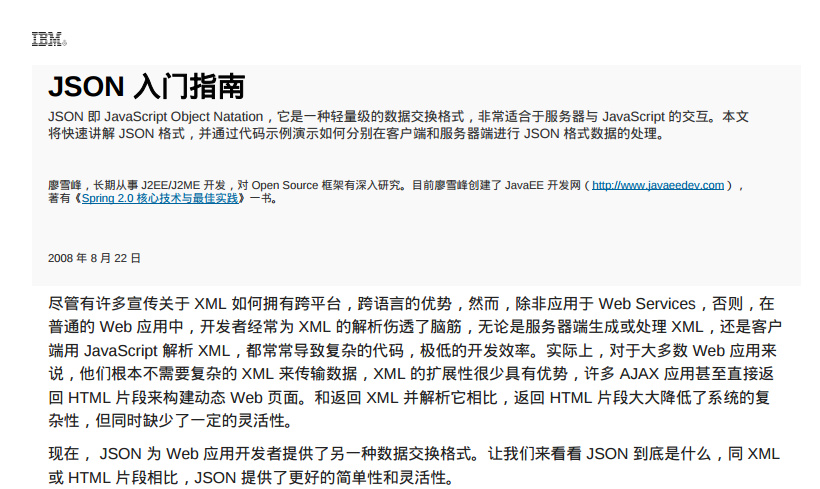 IBM®
JSON 入门指南
JSON 即 JavaScript Object Natation，它是一种轻量级的数据交换格式，非常适合于服务器与 JavaScript 的交互。本文
将快速讲解 JSON 格式，并通过代码示例演示如何分别在客户端和服务器端进行 JSON 格式数据的处理。
廖雪峰，长期从事 J2EE/J2ME 开发，对 Open Source 框架有深入研究。目前廖雪峰创建了 JavaEE 开发网（http://www.javaeedev.com），
著有《Spring 2.0 核心技术与最佳实践》一书。
2008 年 8 月 22 日
尽管有许多宣传关于 XML 如何拥有跨平台，跨语言的优势，然而，除非应用于 Web Services，否则，在
普通的 Web 应用中，开发者经常为 XML 的解析伤透了脑筋，无论是服务器端生成或处理 XML，还是客户
端用 JavaScript 解析 XML，都常常导致复杂的代码，极低的开发效率。实际上，对于大多数 Web 应用来
说，他们根本不需要复杂的 XML 来传输数据，XML 的扩展性很少具有优势，许多 AJAX 应用甚至直接返
回 HTML 片段来构建动态 Web 页面。和返回 XML 并解析它相比，返回 HTML 片段大大降低了系统的复
杂性，但同时缺少了一定的灵活性。
现在， JSON 为 Web 应用开发者提供了另一种数据交换格式。让我们来看看 JSON 到底是什么，同 XML
或 HTML 片段相比，JSON 提供了更好的简单性和灵活性。